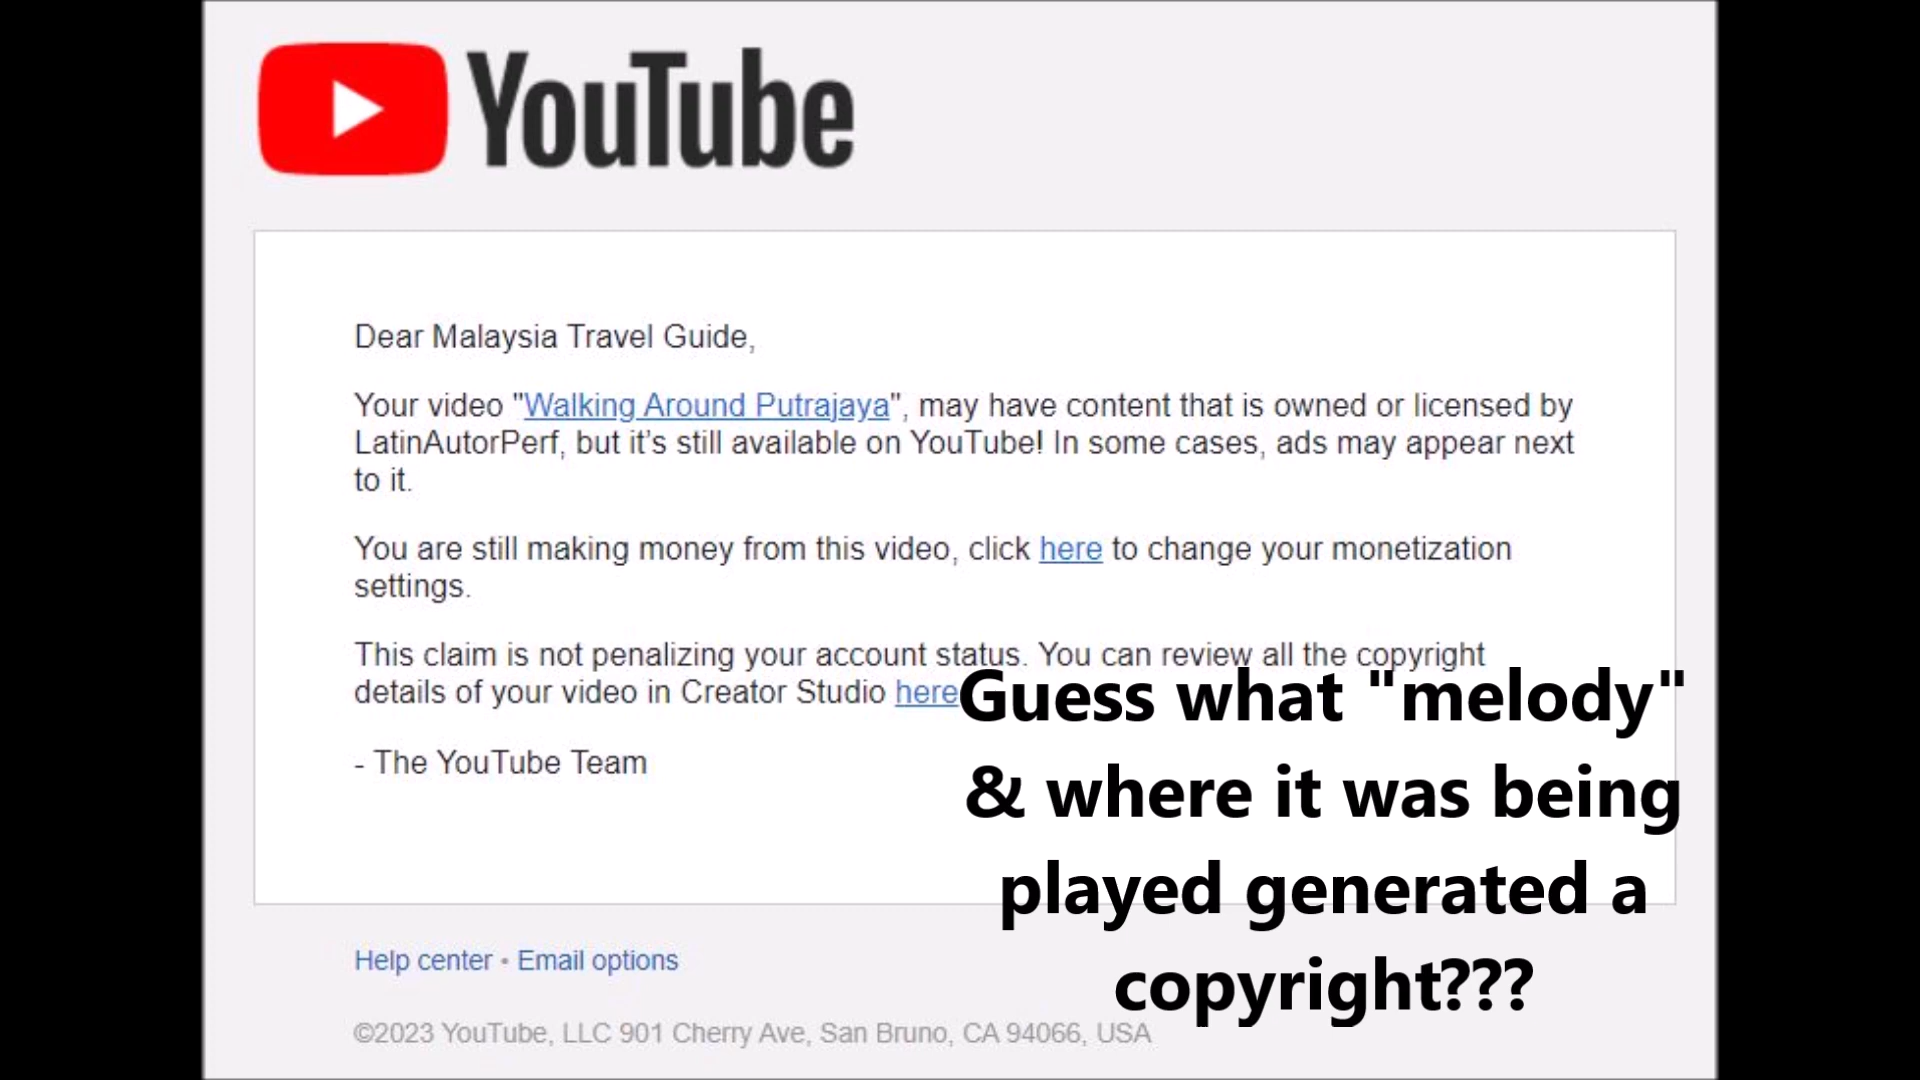 YouTube
Dear Malaysia Travel Guide,
Your video "Walking Around Putrajaya", may have content that is owned or licensed by
LatinAutorPerf, but it's still available on YouTube! In some cases, ads may appear next
to it.
You are still making money from this video, click here to change your monetization
settings.
This claim is not penalizing your account status. You can review all the copyright
details of your video in Creator Studio here
- The YouTube Team
Guess what "melody"
& where it was being
played generated a
copyright???
Help center • Email options
©2023 YouTube, LLC 901 Cherry Ave, San Bruno, CA 94066, USA